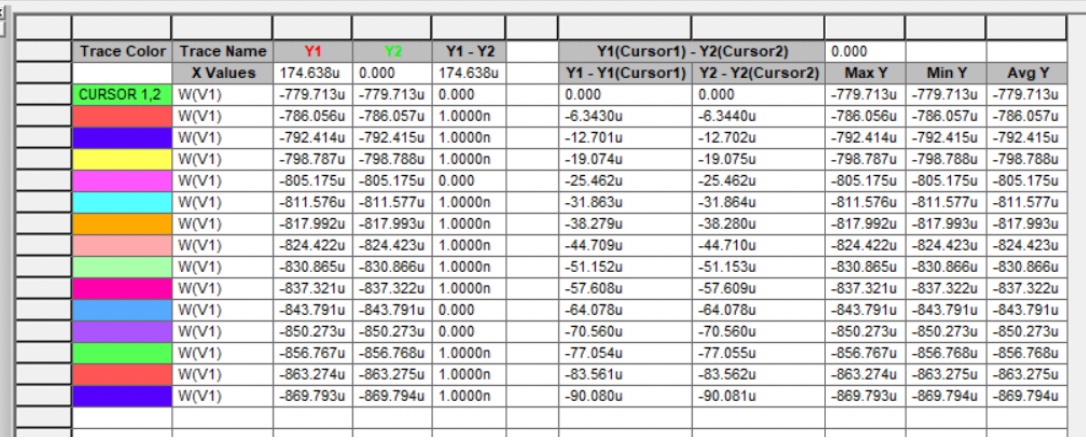 Trace Color Trace Name Y1 Y2 Y1 - Y2 Y1(Cursor1) - Y2(Cursor2) 0.000
X Values 174.638u 0.000 174.638u Y1 - Y1(Cursor1) Y2 - Y2(Cursor2) Max Y Min Y Avg Y
CURSOR 1,2 W(V1) -779.713u -779.713u 0.000 0.000 0.000 -779.713u -779.713u -779.713u
W(V1) -786.056u -786.057u 1.0000n -6.3430u -6.3440u -786.056u -786.057u -786.057u
W(V1) -792.414u -792.415u 1.0000n -12.701u -12.702u -792.414u -792.415u -792.415u
W(V1) -798.787u -798.788u 1.0000n -19.074u -19.075u -798.787u -798.788u -798.788u
W(V1) -805.175u -805.175u 0.000 -25.462u -25.462u -805.175u -805.175u -805.175u
W(V1) -811.576u -811.577u 1.0000n -31.863u -31.864u -811.576u -811.577u -811.577u
W(V1) -817.992u -817.993u 1.0000n -38.279u -38.280u -817.992u -817.993u -817.993u
W(V1) -824.422u -824.423u 1.0000n -44.709u -44.710u -824.422u -824.423u -824.423u
W(V1) -830.865u -830.866u 1.0000n -51.152u -51.153u -830.865u -830.866u -830.866u
W(V1) -837.321u -837.322u 1.0000n -57.608u -57.609u -837.321u -837.322u -837.322u
W(V1) -843.791u -843.791u 0.000 -64.078u -64.078u -843.791u -843.791u -843.791u
W(V1) -850.273u -850.273u 0.000 -70.560u -70.560u -850.273u -850.273u -850.273u
W(V1) -856.767u -856.768u 1.0000n -77.054u -77.055u -856.767u -856.768u -856.768u
W(V1) -863.274u -863.275u 1.0000n -83.561u -83.562u -863.274u -863.275u -863.275u
W(V1) -869.793u -869.794u 1.0000n -90.080u -90.081u -869.793u -869.794u -869.794u